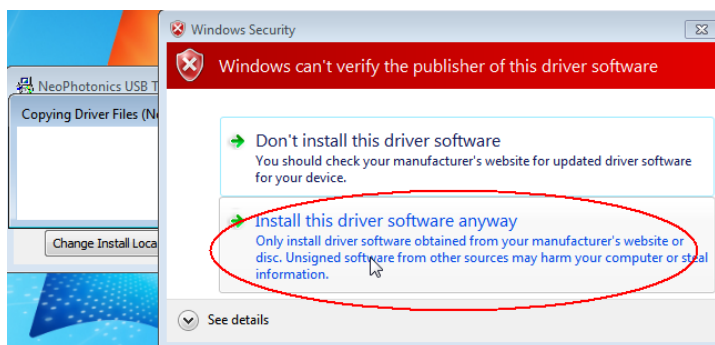 Windows Security
Windows can't verify the publisher of this driver software
NeoPhotonics USB T
Copying Driver Files (Ne
Don't install this driver software
You should check your manufacturer's website for updated driver software
for your device.
Install this driver software anyway
Only install driver software obtained from your manufacturer's website or
disc. Unsigned software from other sources may harm your computer or steal
information.
Change Install Loca
See details